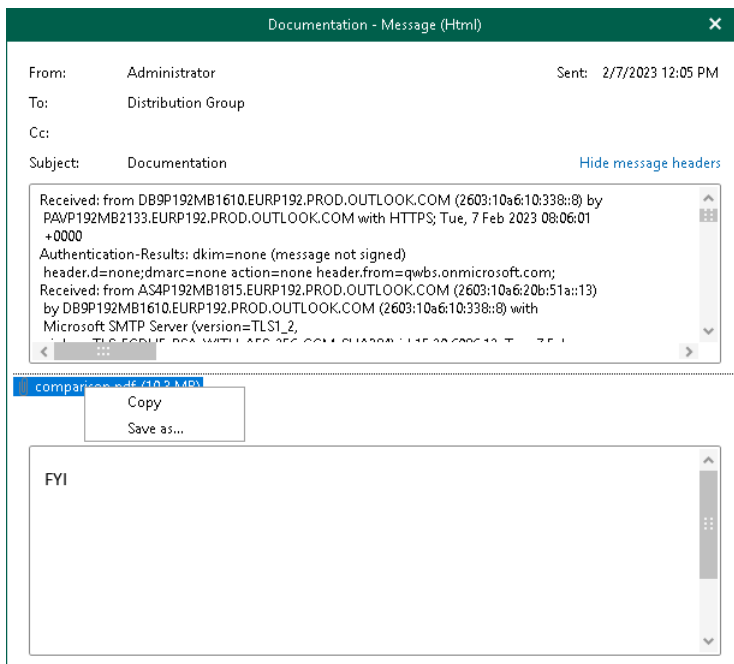 Documentation - Message (Html)
From: Administrator Sent: 2/7/2023 12:05 PM
To: Distribution Group
Cc:
Subject: Documentation Hide message headers
Received: from DB9P192MB1610.EURP192.PROD.OUTLOOK.COM (2603:10a6:10:338::8) by
PAVP192MB2133.EURP192.PROD.OUTLOOK.COM with HTTPS; Tue, 7 Feb 2023 08:06:01
+0000
Authentication-Results: dkim=none (message not signed)
header.d=none;dmarc=none action=none header.from=qwbs.onmicrosoft.com;
Received: from AS4P192MB1815.EURP192.PROD.OUTLOOK.COM (2603:10a6:20b:51a::13)
by DB9P192MB1610.EURP192.PROD.OUTLOOK.COM (2603:10a6:10:338::8) with
Microsoft SMTP Server (version=TLS1_2,
comparison.pdf (10.3 MB)
Copy
Save as...
FYI